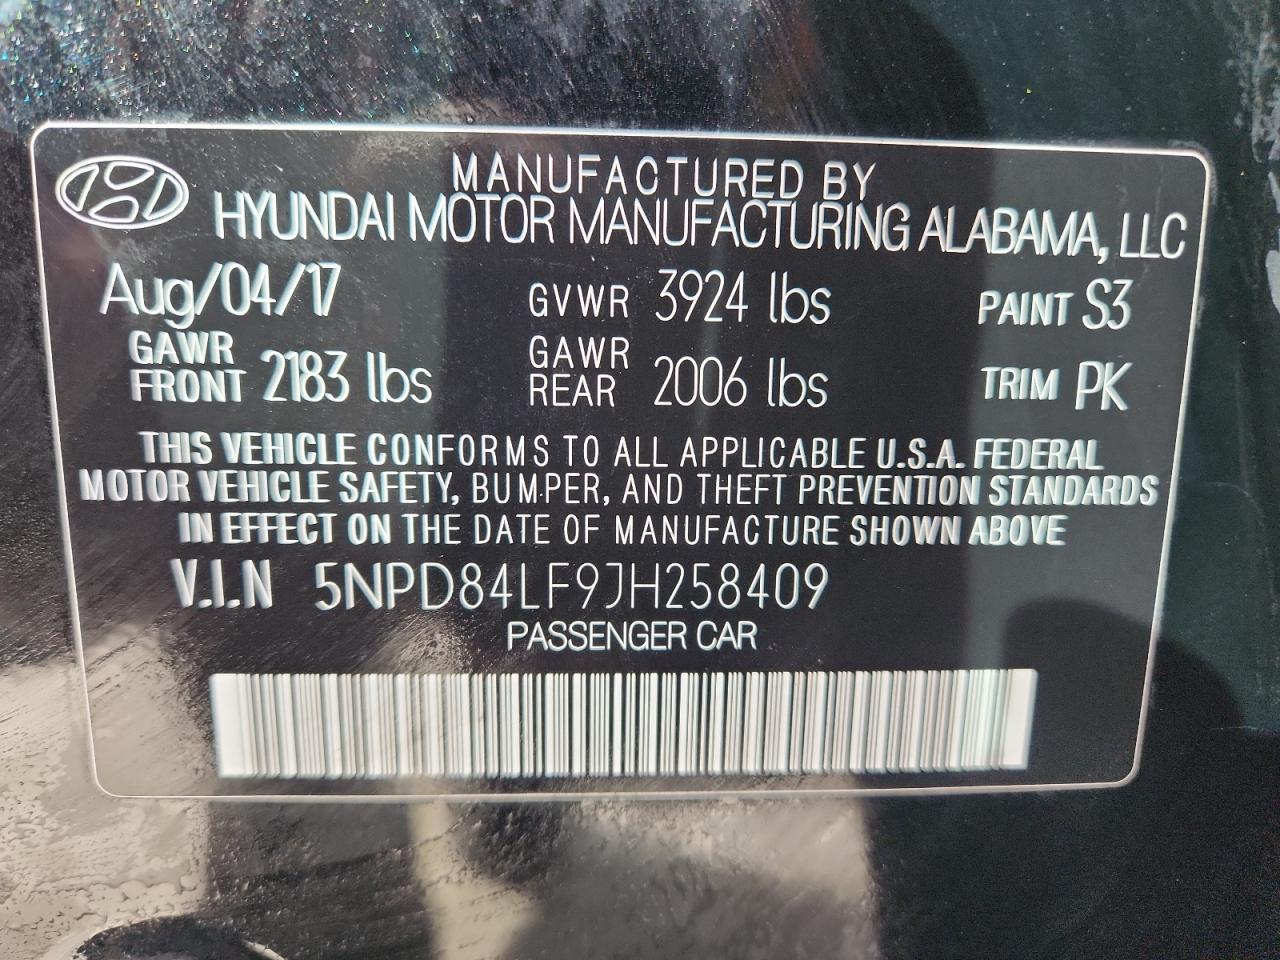 MANUFACTURED BY
HYUNDAI MOTOR MANUFACTURING ALABAMA, LLC
Aug/04/17 GVWR 3924 lbs PAINT S3
GAWR FRONT 2183 lbs GAWR REAR 2006 lbs TRIM PK
THIS VEHICLE CONFORMS TO ALL APPLICABLE U.S.A. FEDERAL
MOTOR VEHICLE SAFETY, BUMPER, AND THEFT PREVENTION STANDARDS
IN EFFECT ON THE DATE OF MANUFACTURE SHOWN ABOVE
V.I.N 5NPD84LF9JH258409
PASSENGER CAR